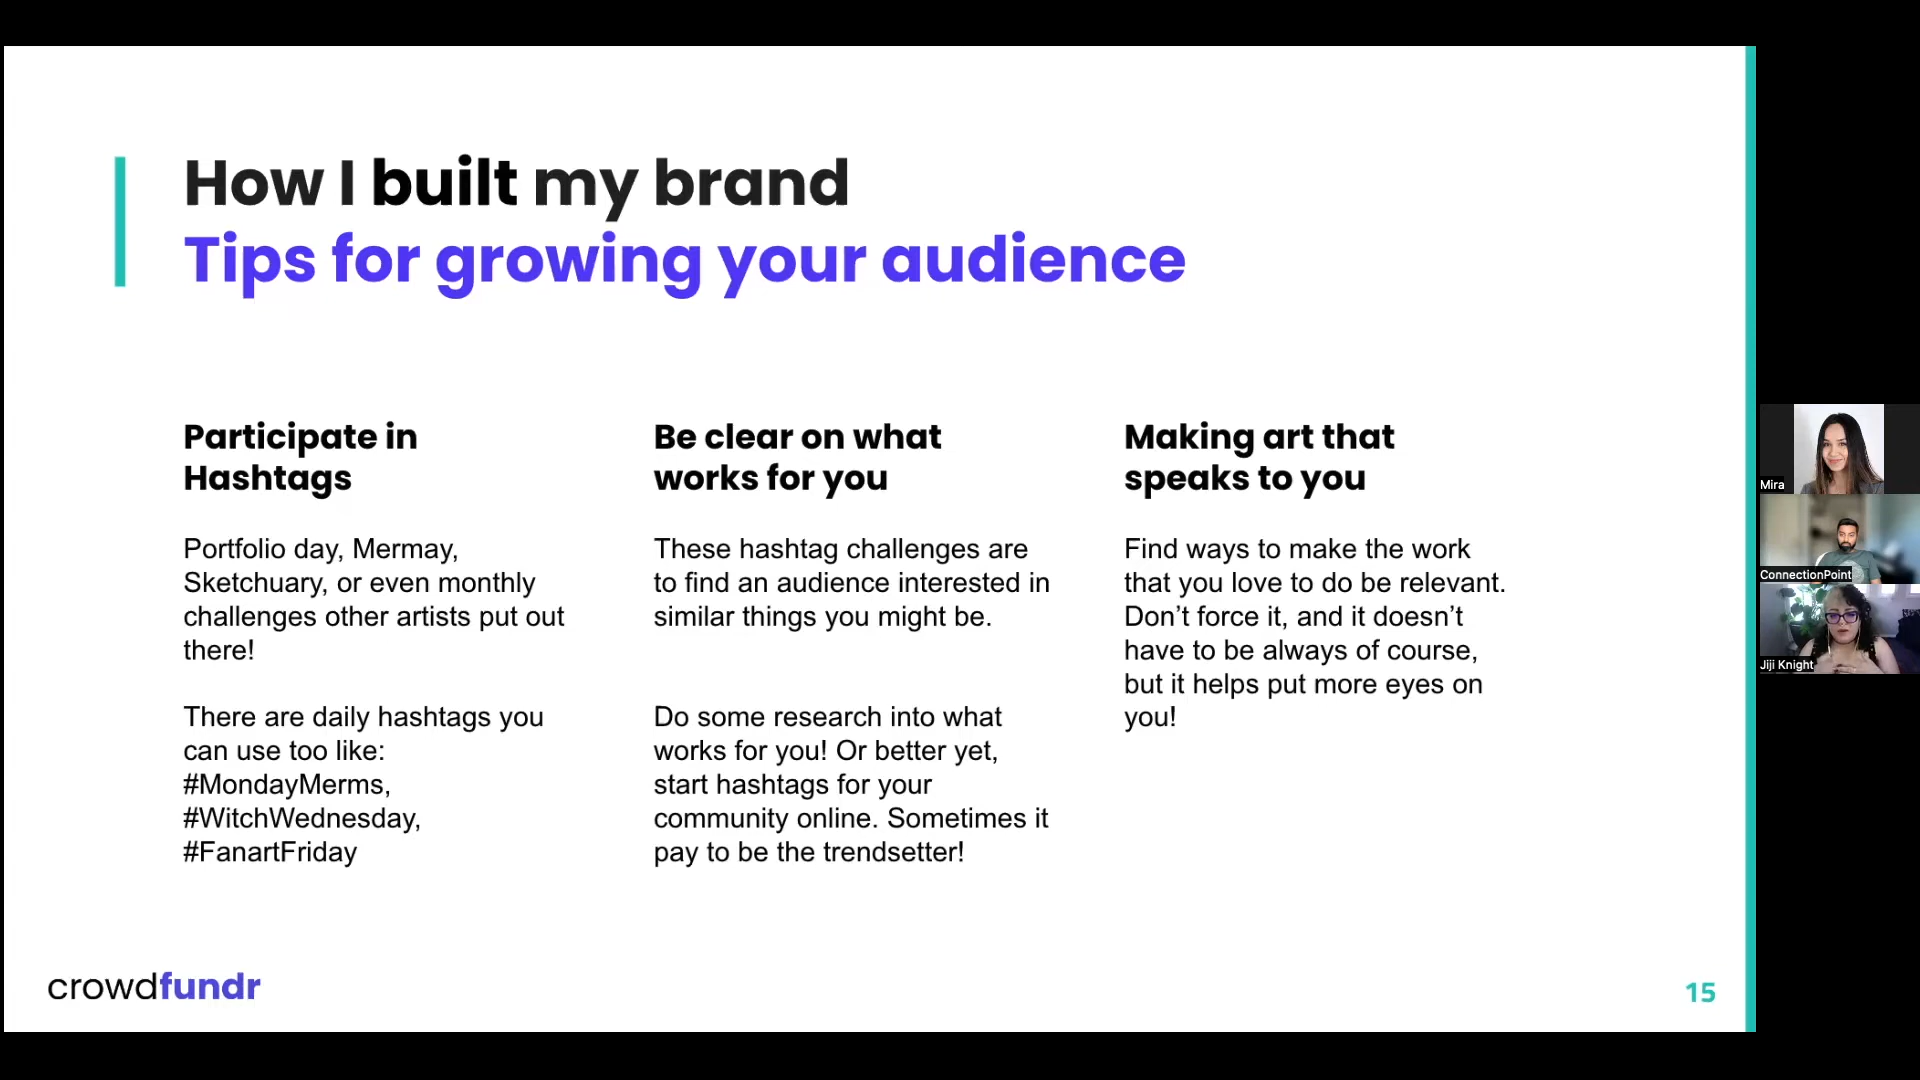 How I built my brand
Tips for growing your audience
Participate in
Hashtags
Portfolio day, Mermay,
Sketchuary, or even monthly
challenges other artists put out
there!
There are daily hashtags you
can use too like:
#MondayMerms,
#WitchWednesday,
#FanartFriday
Be clear on what
works for you
These hashtag challenges are
to find an audience interested in
similar things you might be.
Do some research into what
works for you! Or better yet,
start hashtags for your
community online. Sometimes it
pay to be the trendsetter!
Making art that
speaks to you
Find ways to make the work
that you love to do be relevant.
Don’t force it, and it doesn’t
have to be always of course,
but it helps put more eyes on
you!
crowdfundr
15
Mira
ConnectionPoint
Jiji Knight